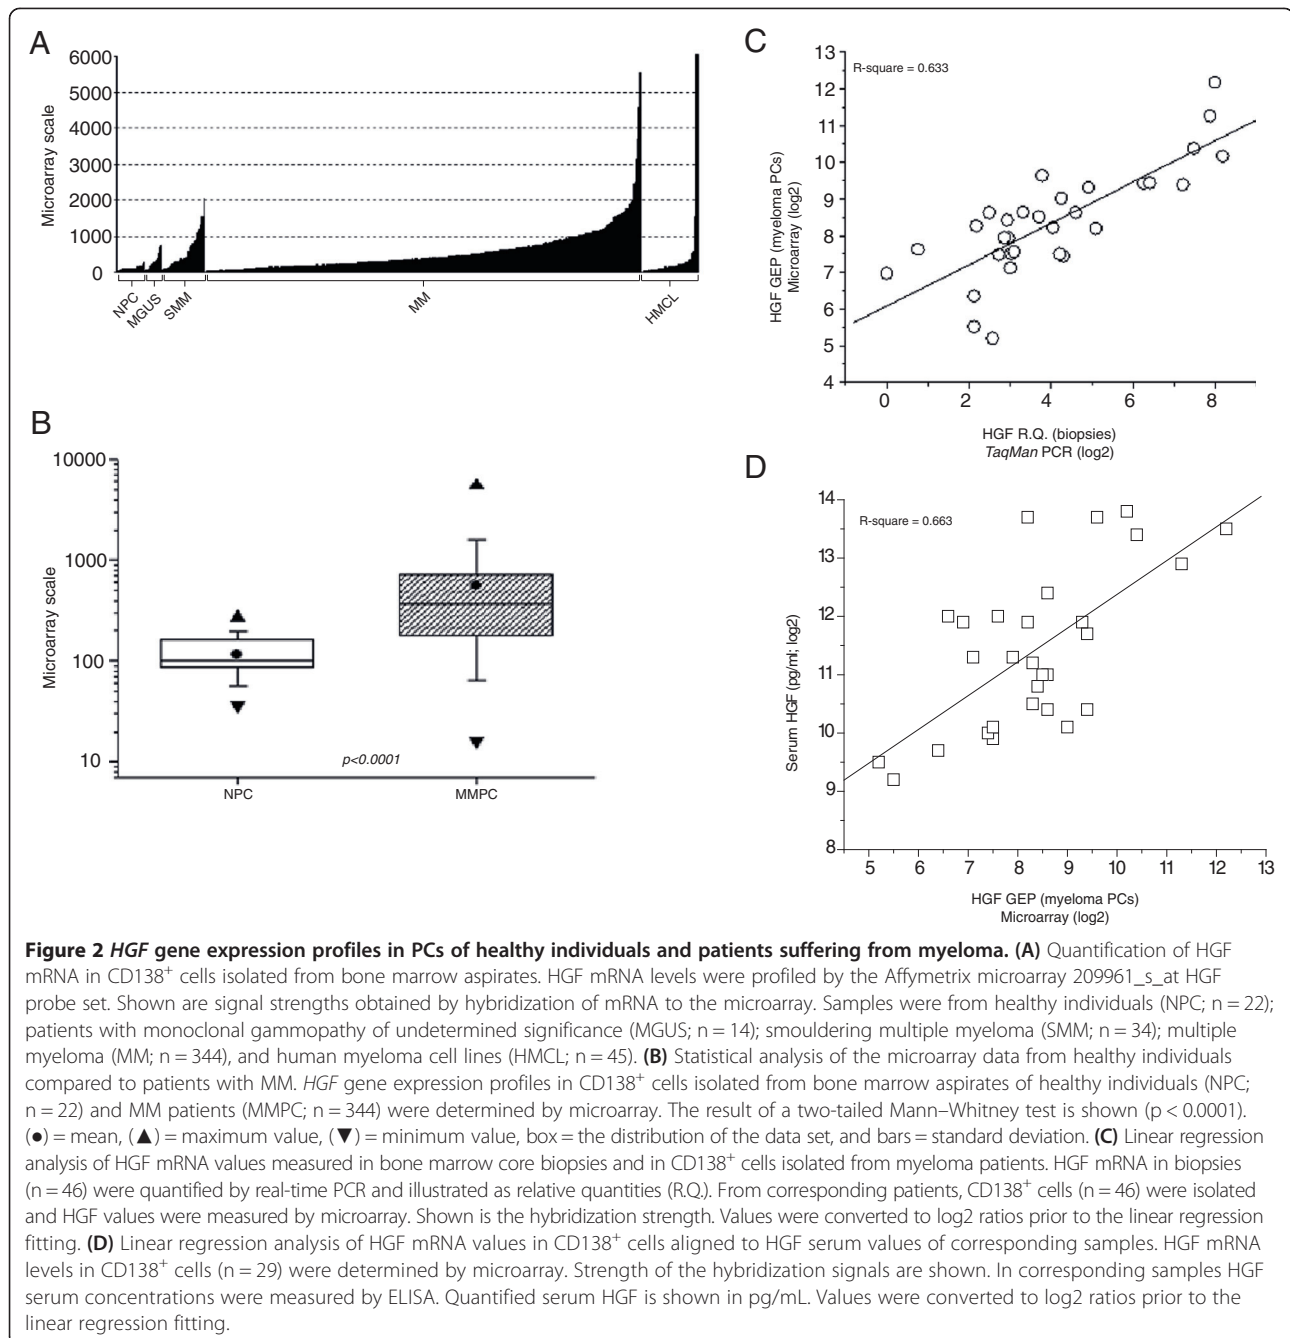 A
6000
5000
4000
3000
2000
1000
0
Microarray scale
NPC
MGUS
SMM
MM
HMCL
B
10000
1000
100
10
Microarray scale
p<0.0001
NPC
MMPC
C
R-square = 0.633
13
12
11
10
9
8
7
6
5
4
HGF GEP (myeloma PCs)
Microarray (log2)
0 2 4 6 8
HGF R.Q. (biopsies)
TaqMan PCR (log2)
D
R-square = 0.663
14
13
12
11
10
9
8
Serum HGF (pg/ml; log2)
5 6 7 8 9 10 11 12 13
HGF GEP (myeloma PCs)
Microarray (log2)
Figure 2 HGF gene expression profiles in PCs of healthy individuals and patients suffering from myeloma. (A) Quantification of HGF
mRNA in CD138+ cells isolated from bone marrow aspirates. HGF mRNA levels were profiled by the Affymetrix microarray 209961_s_at HGF
probe set. Shown are signal strengths obtained by hybridization of mRNA to the microarray. Samples were from healthy individuals (NPC; n = 22);
patients with monoclonal gammopathy of undetermined significance (MGUS; n = 14); smouldering multiple myeloma (SMM; n = 34); multiple
myeloma (MM; n = 344), and human myeloma cell lines (HMCL; n = 45). (B) Statistical analysis of the microarray data from healthy individuals
compared to patients with MM. HGF gene expression profiles in CD138+ cells isolated from bone marrow aspirates of healthy individuals (NPC;
n = 22) and MM patients (MMPC; n = 344) were determined by microarray. The result of a two-tailed Mann–Whitney test is shown (p < 0.0001).
(●) = mean, (▲) = maximum value, (▼) = minimum value, box = the distribution of the data set, and bars = standard deviation. (C) Linear regression
analysis of HGF mRNA values measured in bone marrow core biopsies and in CD138+ cells isolated from myeloma patients. HGF mRNA in biopsies
(n = 46) were quantified by real-time PCR and illustrated as relative quantities (R.Q.). From corresponding patients, CD138+ cells (n = 46) were isolated
and HGF values were measured by microarray. Shown is the hybridization strength. Values were converted to log2 ratios prior to the linear regression
fitting. (D) Linear regression analysis of HGF mRNA values in CD138+ cells aligned to HGF serum values of corresponding samples. HGF mRNA
levels in CD138+ cells (n = 29) were determined by microarray. Strength of the hybridization signals are shown. In corresponding samples HGF
serum concentrations were measured by ELISA. Quantified serum HGF is shown in pg/mL. Values were converted to log2 ratios prior to the
linear regression fitting.